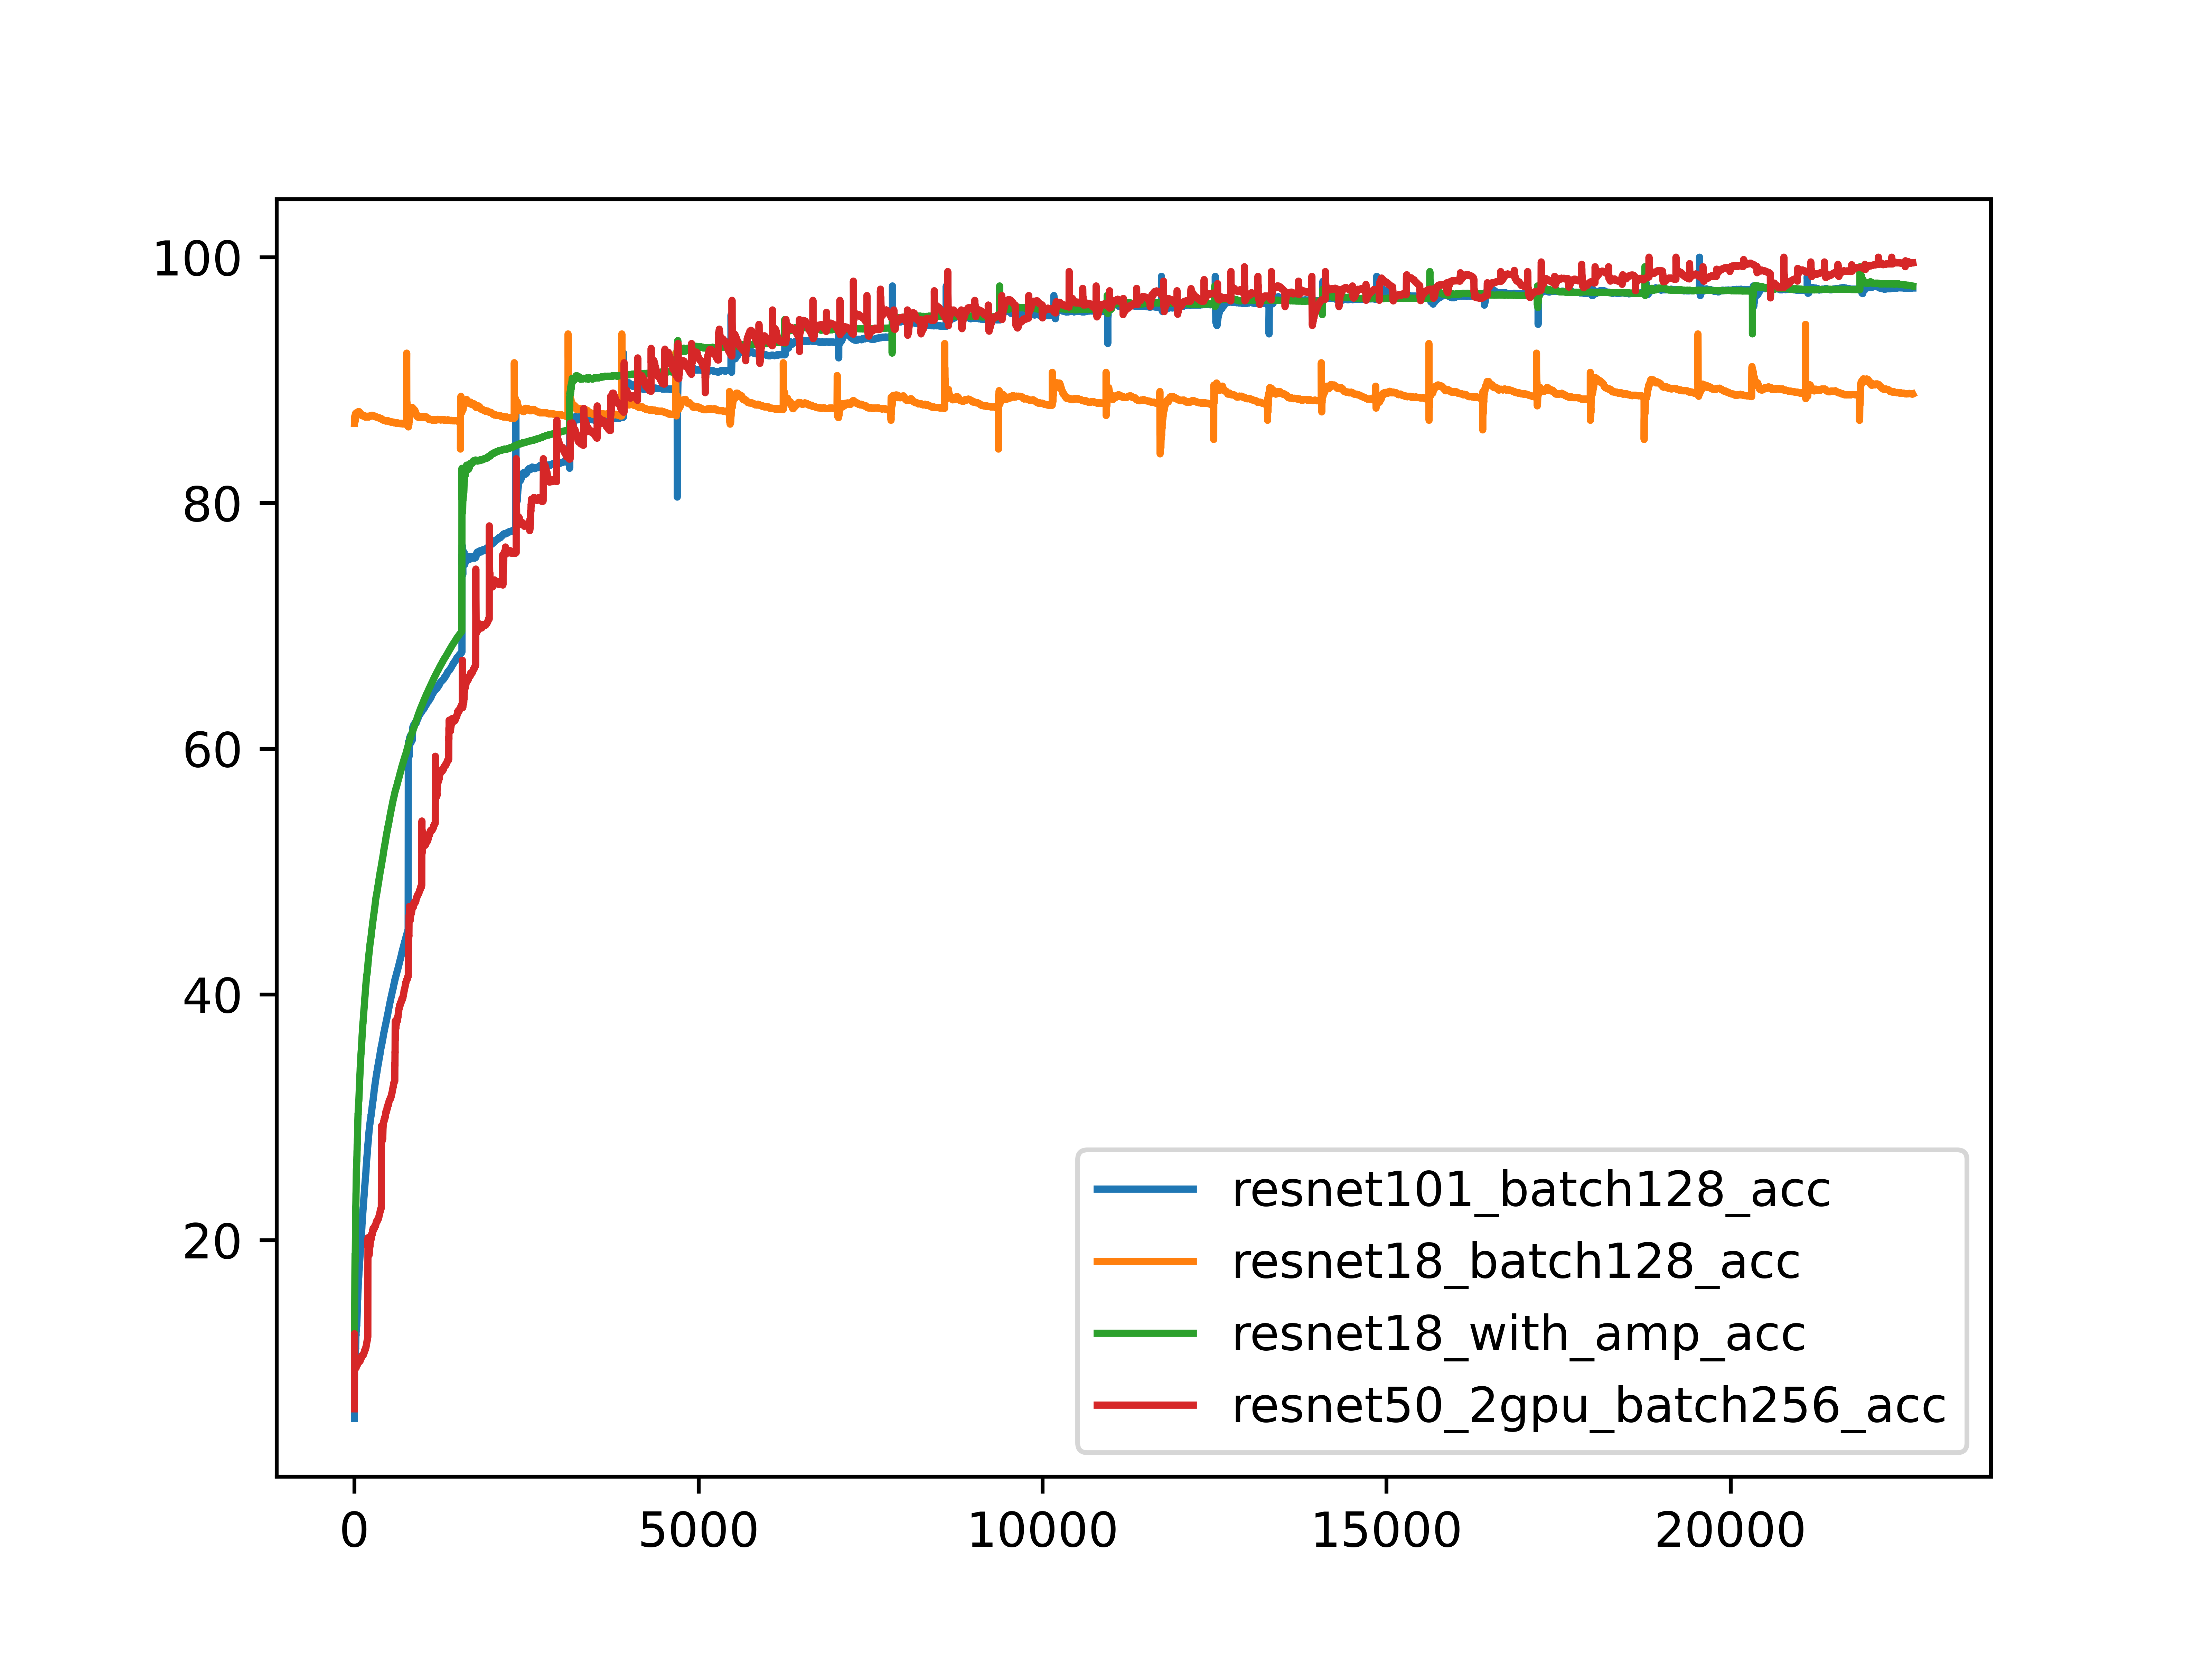 100
80
60
40
20
resnet101_batch128_acc
resnet18_batch128_acc
resnet18_with_amp_acc
resnet50_2gpu_batch256_acc
0 5000 10000 15000 20000